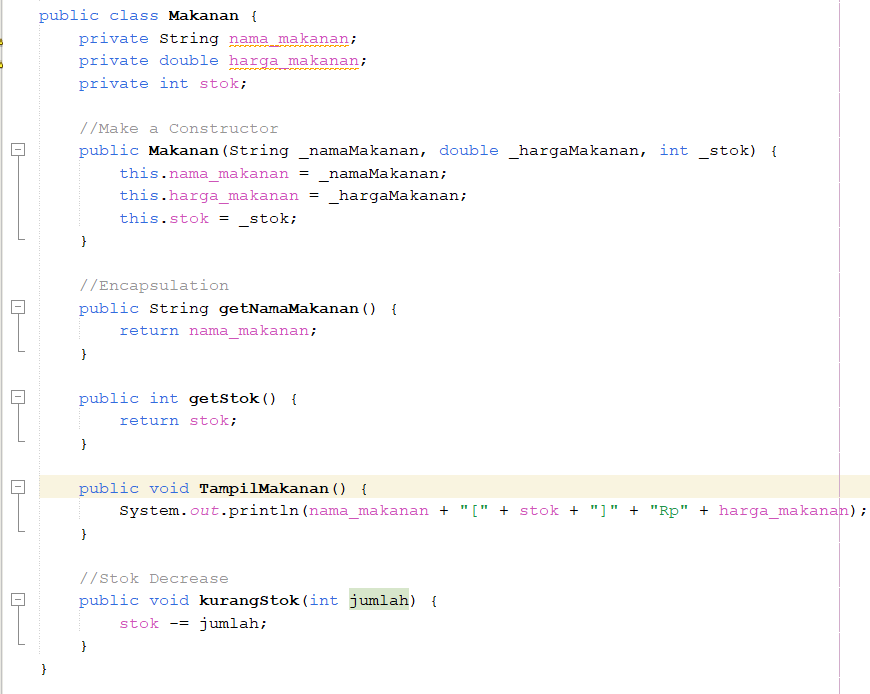 public class Makanan {
    private String nama_makanan;
    private double harga_makanan;
    private int stok;

    //Make a Constructor
    public Makanan(String _namaMakanan, double _hargaMakanan, int _stok) {
        this.nama_makanan = _namaMakanan;
        this.harga_makanan = _hargaMakanan;
        this.stok = _stok;
    }

    //Encapsulation
    public String getNamaMakanan() {
        return nama_makanan;
    }

    public int getStok() {
        return stok;
    }

    public void TampilMakanan() {
        System.out.println(nama_makanan + "[" + stok + "]" + "Rp" + harga_makanan);
    }

    //Stok Decrease
    public void kurangStok(int jumlah) {
        stok -= jumlah;
    }
}